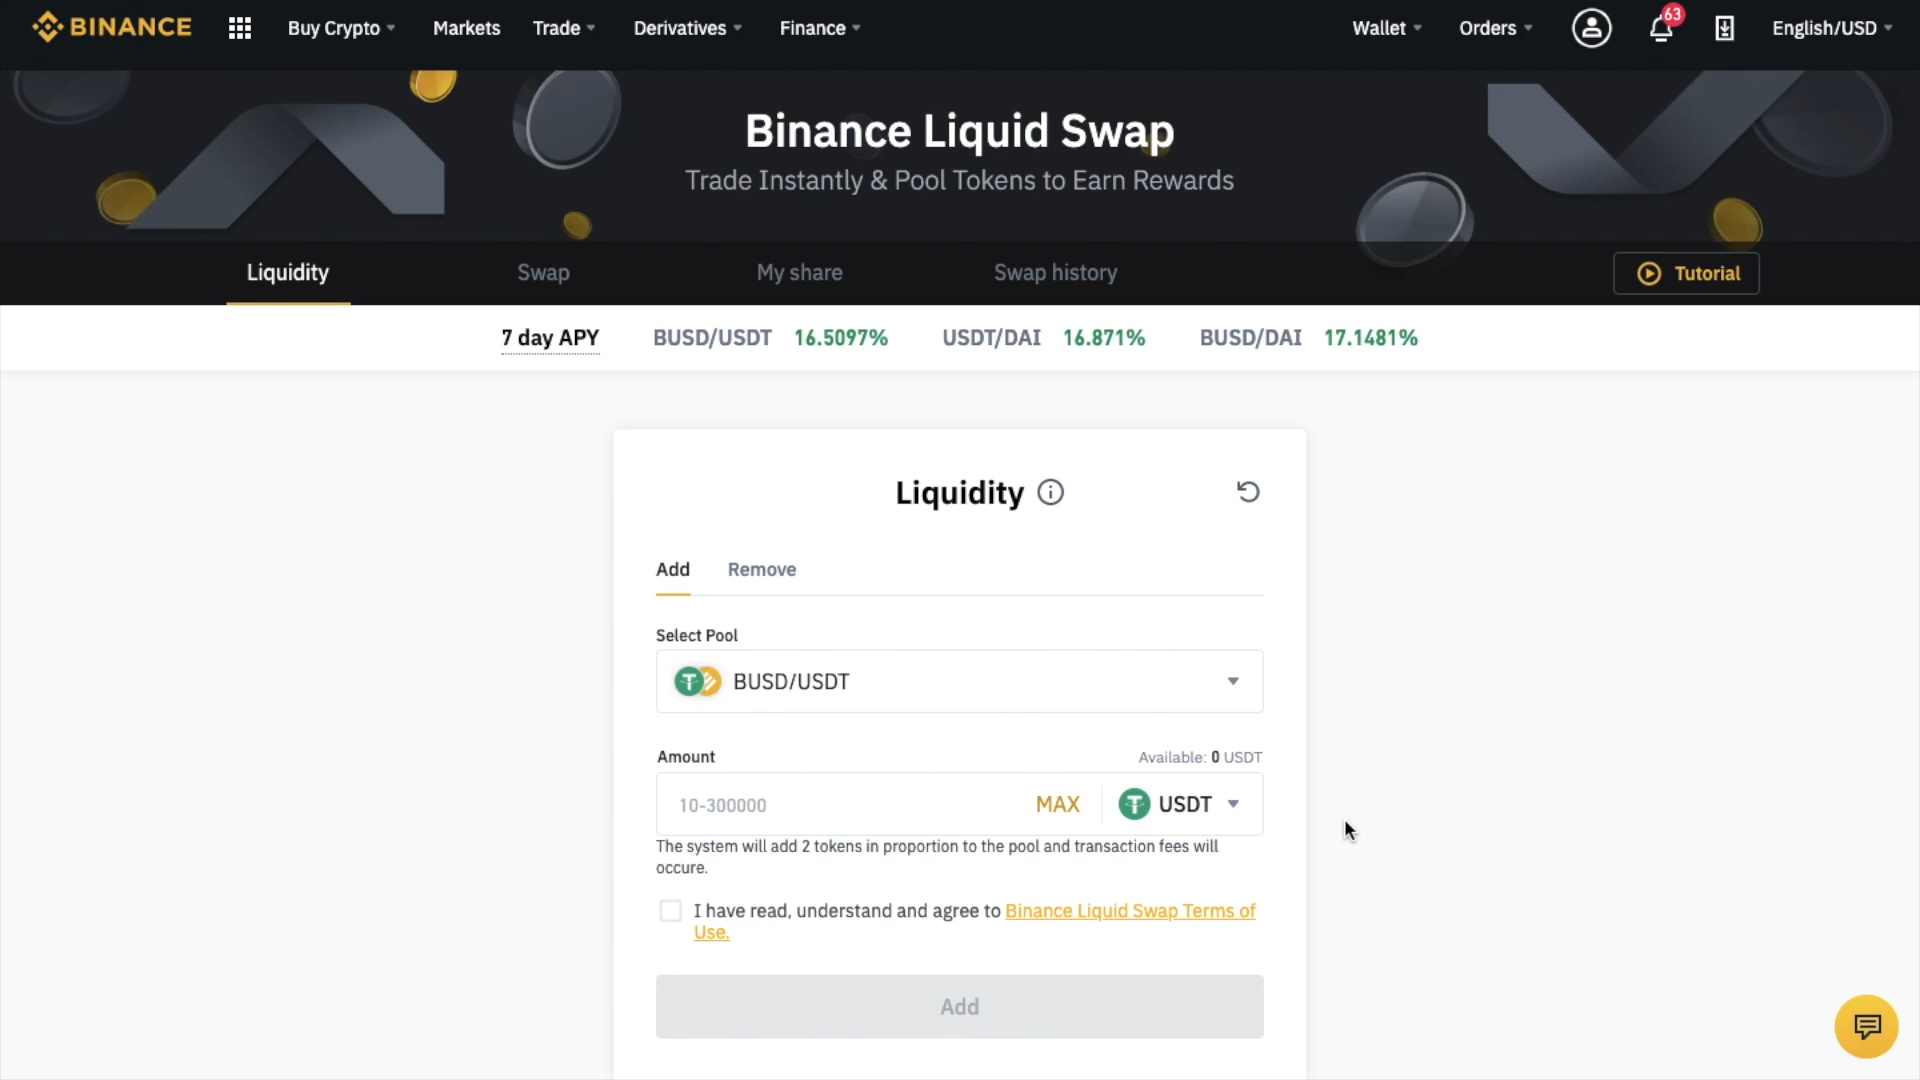 BINANCE
Buy Crypto
Markets
Trade
Derivatives
Finance
Wallet
Orders
63
English/USD
Binance Liquid Swap
Trade Instantly & Pool Tokens to Earn Rewards
Liquidity
Swap
My share
Swap history
Tutorial
7 day APY BUSD/USDT 16.5097% USDT/DAI 16.871% BUSD/DAI 17.1481%
Liquidity
Add
Remove
Select Pool
BUSD/USDT
Amount
Available: 0 USDT
10-300000
MAX
USDT
The system will add 2 tokens in proportion to the pool and transaction fees will
occure.
I have read, understand and agree to Binance Liquid Swap Terms of
Use.
Add